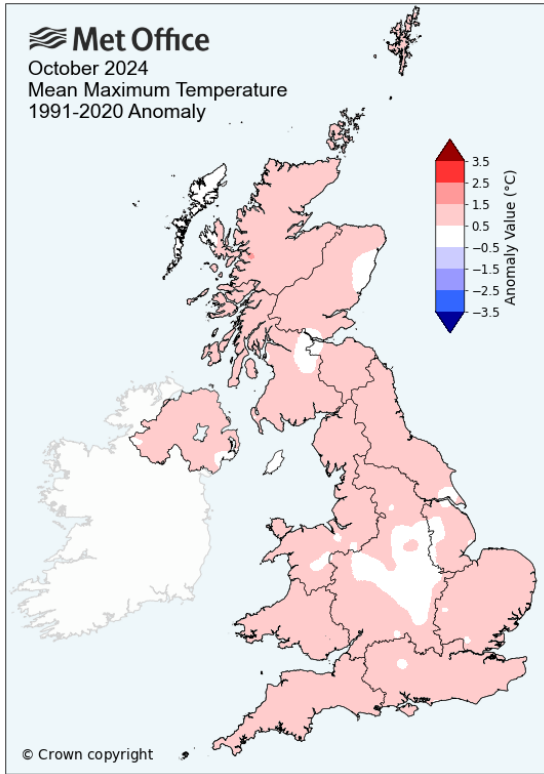 Met Office
October 2024
Mean Maximum Temperature
1991-2020 Anomaly
3.5
2.5
1.5
0.5
−0.5
−1.5
−2.5
−3.5
Anomaly Value (°C)
© Crown copyright